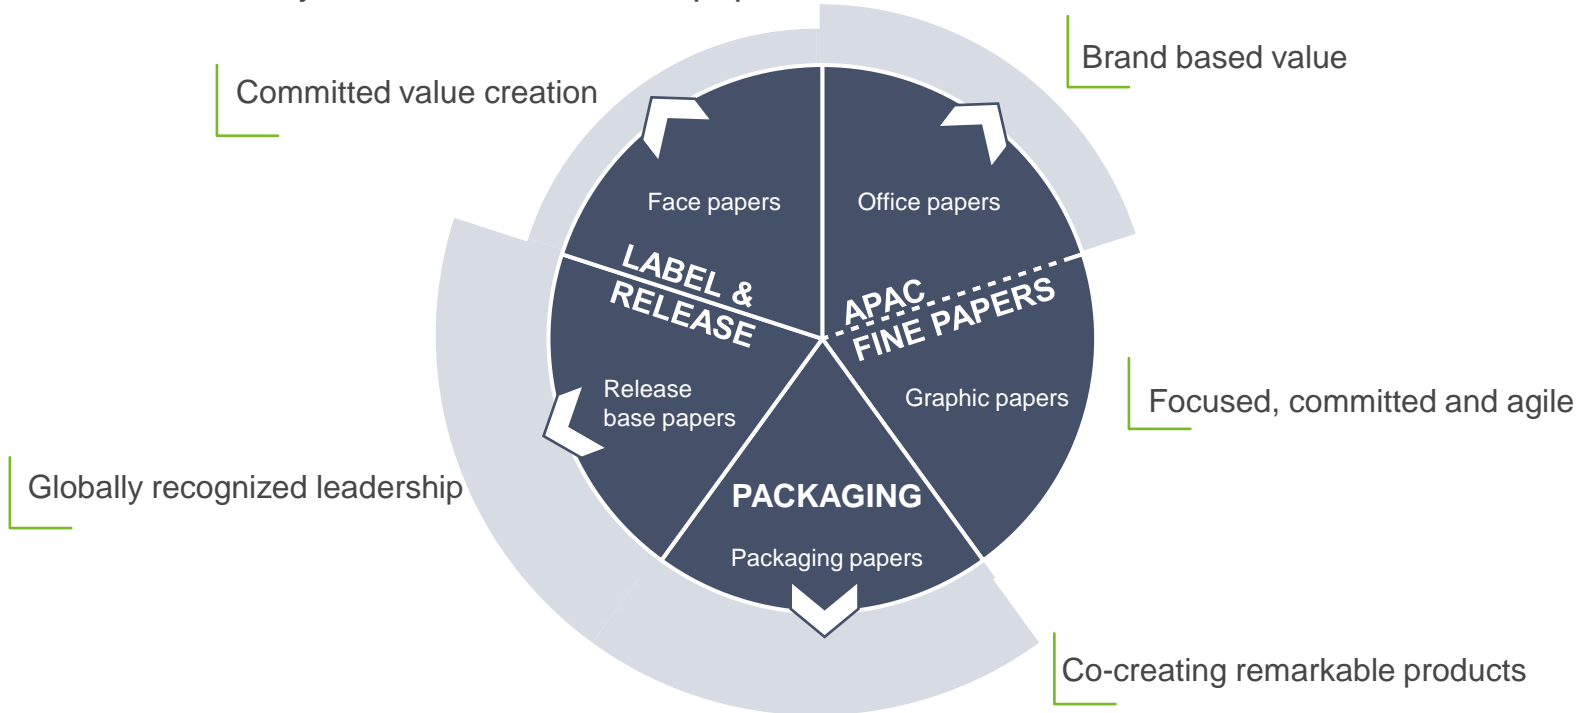 Committed value creation
Brand based value
Face papers
Office papers
LABEL &
RELEASE
APAC
FINE PAPERS
Release
base papers
Graphic papers
Focused, committed and agile
Globally recognized leadership
PACKAGING
Packaging papers
Co-creating remarkable products